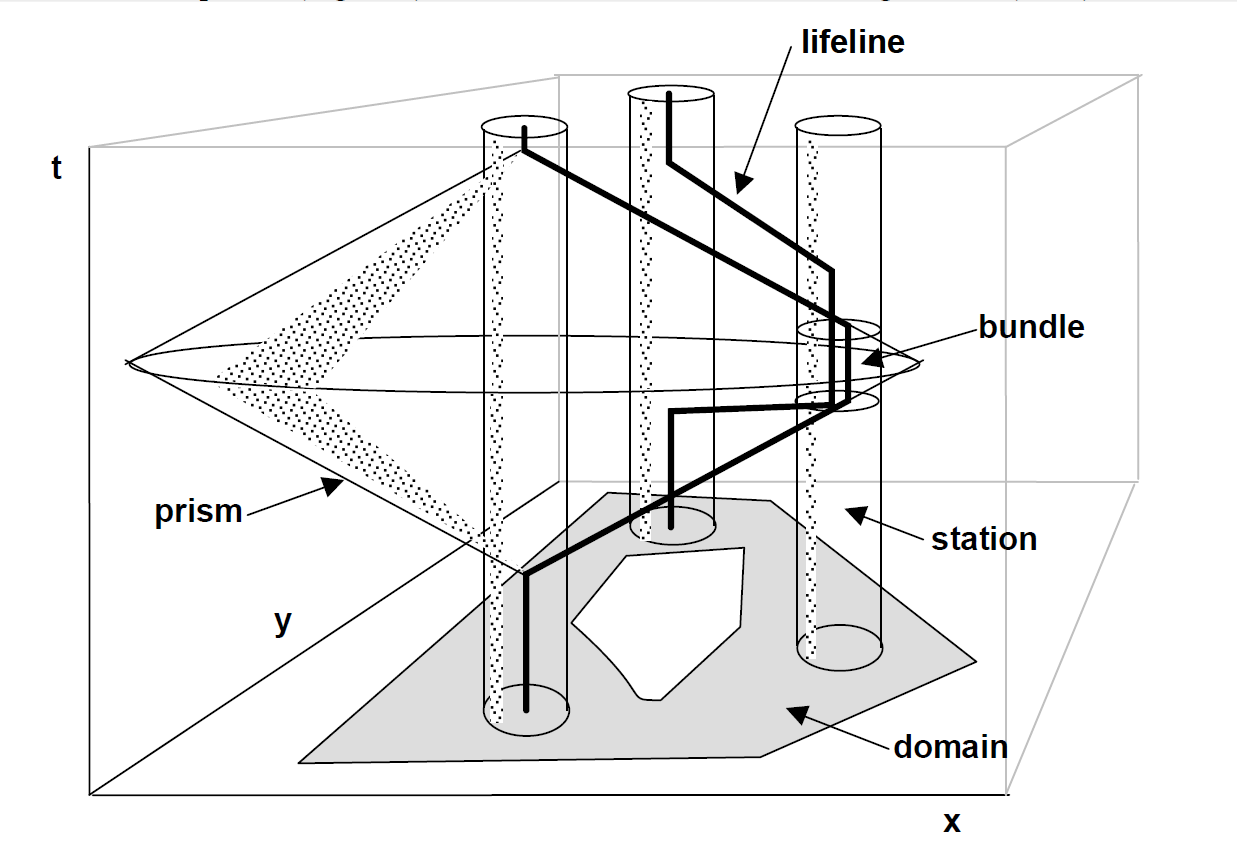 lifeline
t
bundle
prism
station
y
domain
x